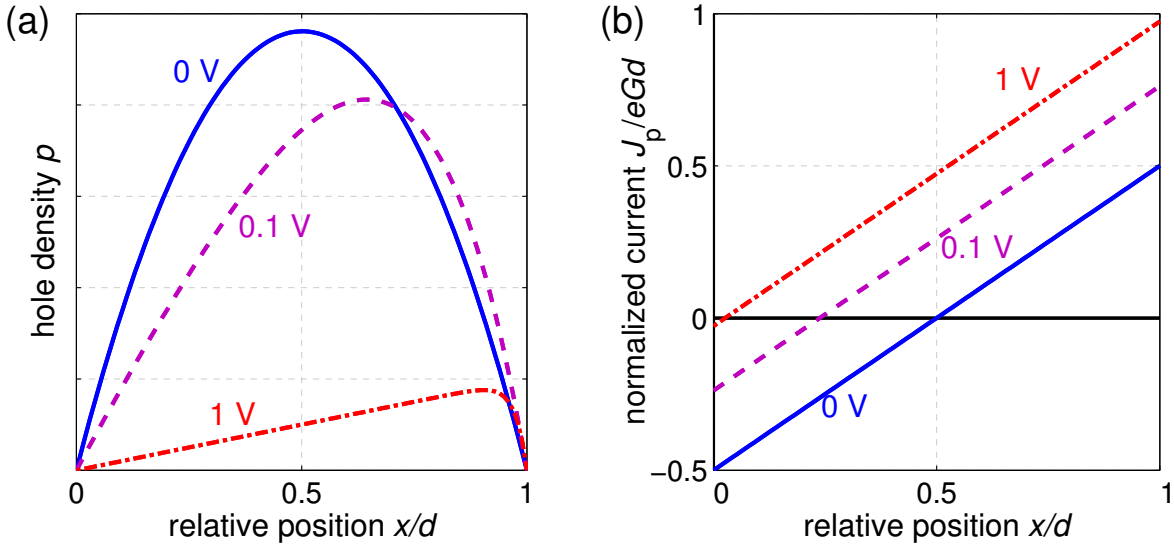 (a)
0 V
0.1 V
1 V
hole density p
0
0.5
1
relative position x/d
(b)
1
0.5
0
−0.5
1 V
0.1 V
0 V
normalized current Jp/eGd
0
0.5
1
relative position x/d